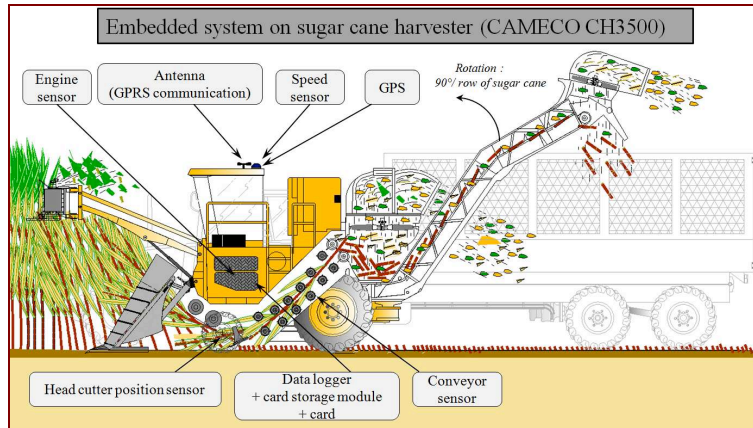 Embedded system on sugar cane harvester (CAMECO CH3500)
Engine
sensor
Antenna
(GPRS communication)
Speed
sensor
GPS
Rotation :
90°/ row of sugar cane
Head cutter position sensor
Data logger
+ card storage module
+ card
Conveyor
sensor